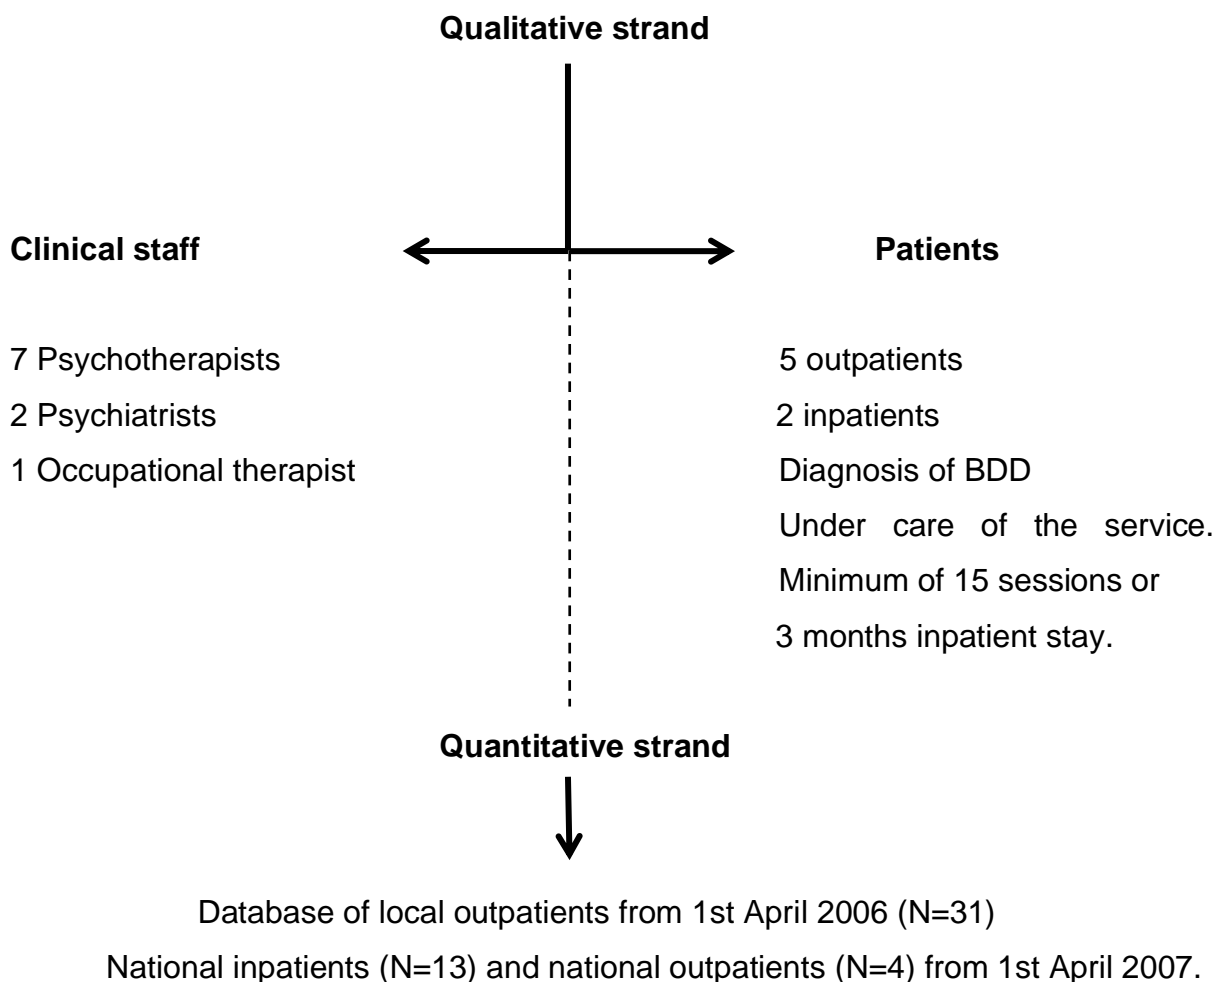 Qualitative strand
Clinical staff
Patients
7 Psychotherapists
2 Psychiatrists
1 Occupational therapist
5 outpatients
2 inpatients
Diagnosis of BDD
Under care of the service.
Minimum of 15 sessions or
3 months inpatient stay.
Quantitative strand
Database of local outpatients from 1st April 2006 (N=31)
National inpatients (N=13) and national outpatients (N=4) from 1st April 2007.